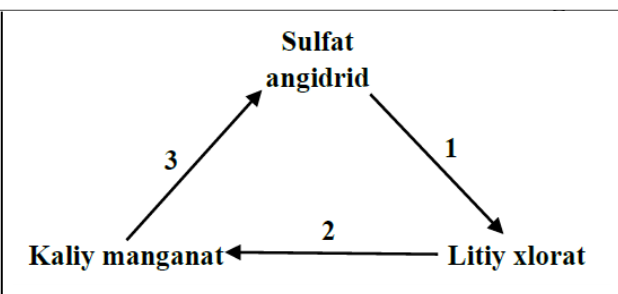 Sulfat
angidrid
3
1
2
Kaliy manganat
Litiy xlorat